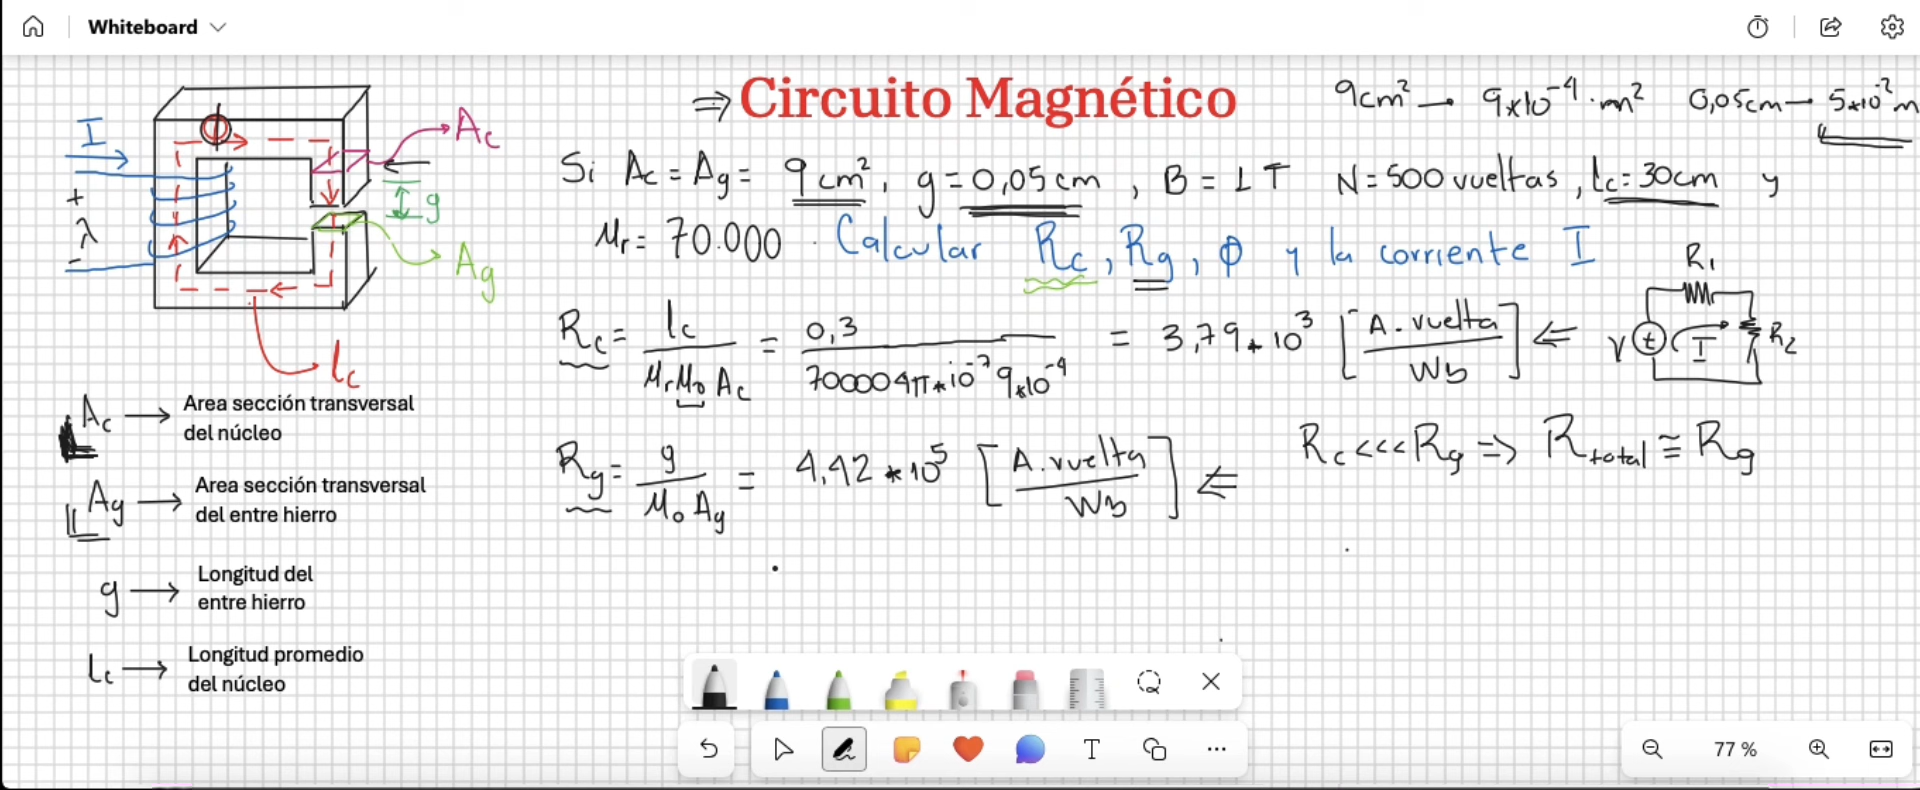 Whiteboard
⇒ Circuito Magnético
9cm² → 9×10⁻⁴ · m² 0,05cm → 5*10⁻² m
I
ϕ
Ac
+
λ
-
g
Ag
lc
Si Ac = Ag = 9 cm², g = 0,05 cm, B = 1 T N = 500 vueltas, lc = 30cm y
Mr = 70.000 . Calcular Rc, Rg, ϕ y la corriente I
Rc = lc / MrM₀ Ac = 0,3 / 70000 4π*10⁻⁷ 9*10⁻⁴ = 3,79 * 10³ [A. vuelta / Wb] ⇐
R₁
V
I
R₂
Rg = g / M₀ Ag = 4,42 * 10⁵ [A. vuelta / Wb] ⇐
Rc <<< Rg => Rtotal ≅ Rg
Ac → Area sección transversal
del núcleo
Ag → Area sección transversal
del entre hierro
g → Longitud del
entre hierro
lc → Longitud promedio
del núcleo
T
77 %